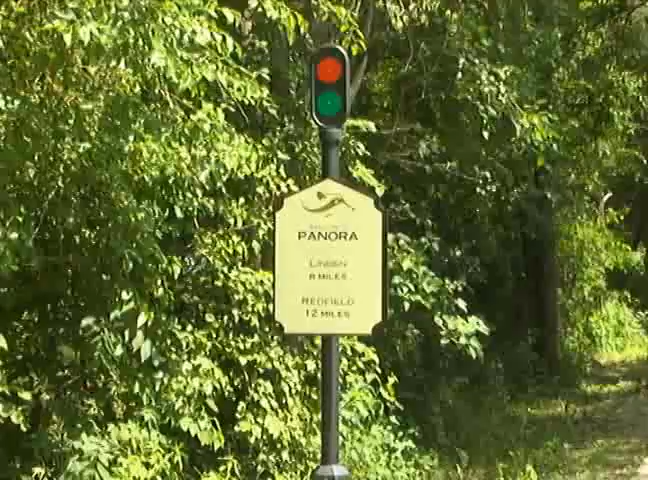 PANORA
LINDEN
8 MILES
REDFIELD
12 MILES